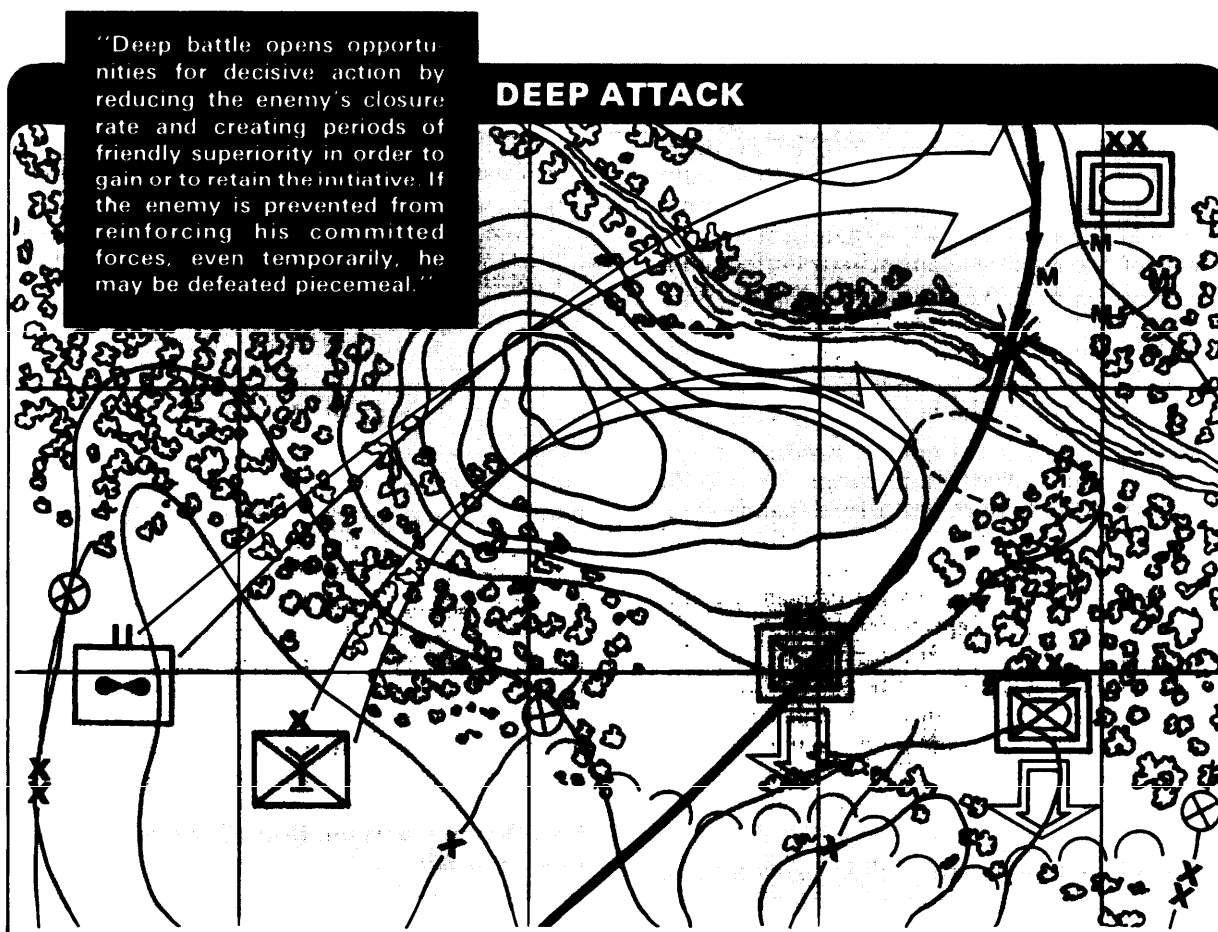 "Deep battle opens opportu-
nities for decisive action by
reducing the enemy's closure
rate and creating periods of
friendly superiority in order to
gain or to retain the initiative. If
the enemy is prevented from
reinforcing his committed
forces, even temporarily, he
may be defeated piecemeal."
DEEP ATTACK
XX
M
M
M
M
II
X
XX
X
X
X
X
X
X
X